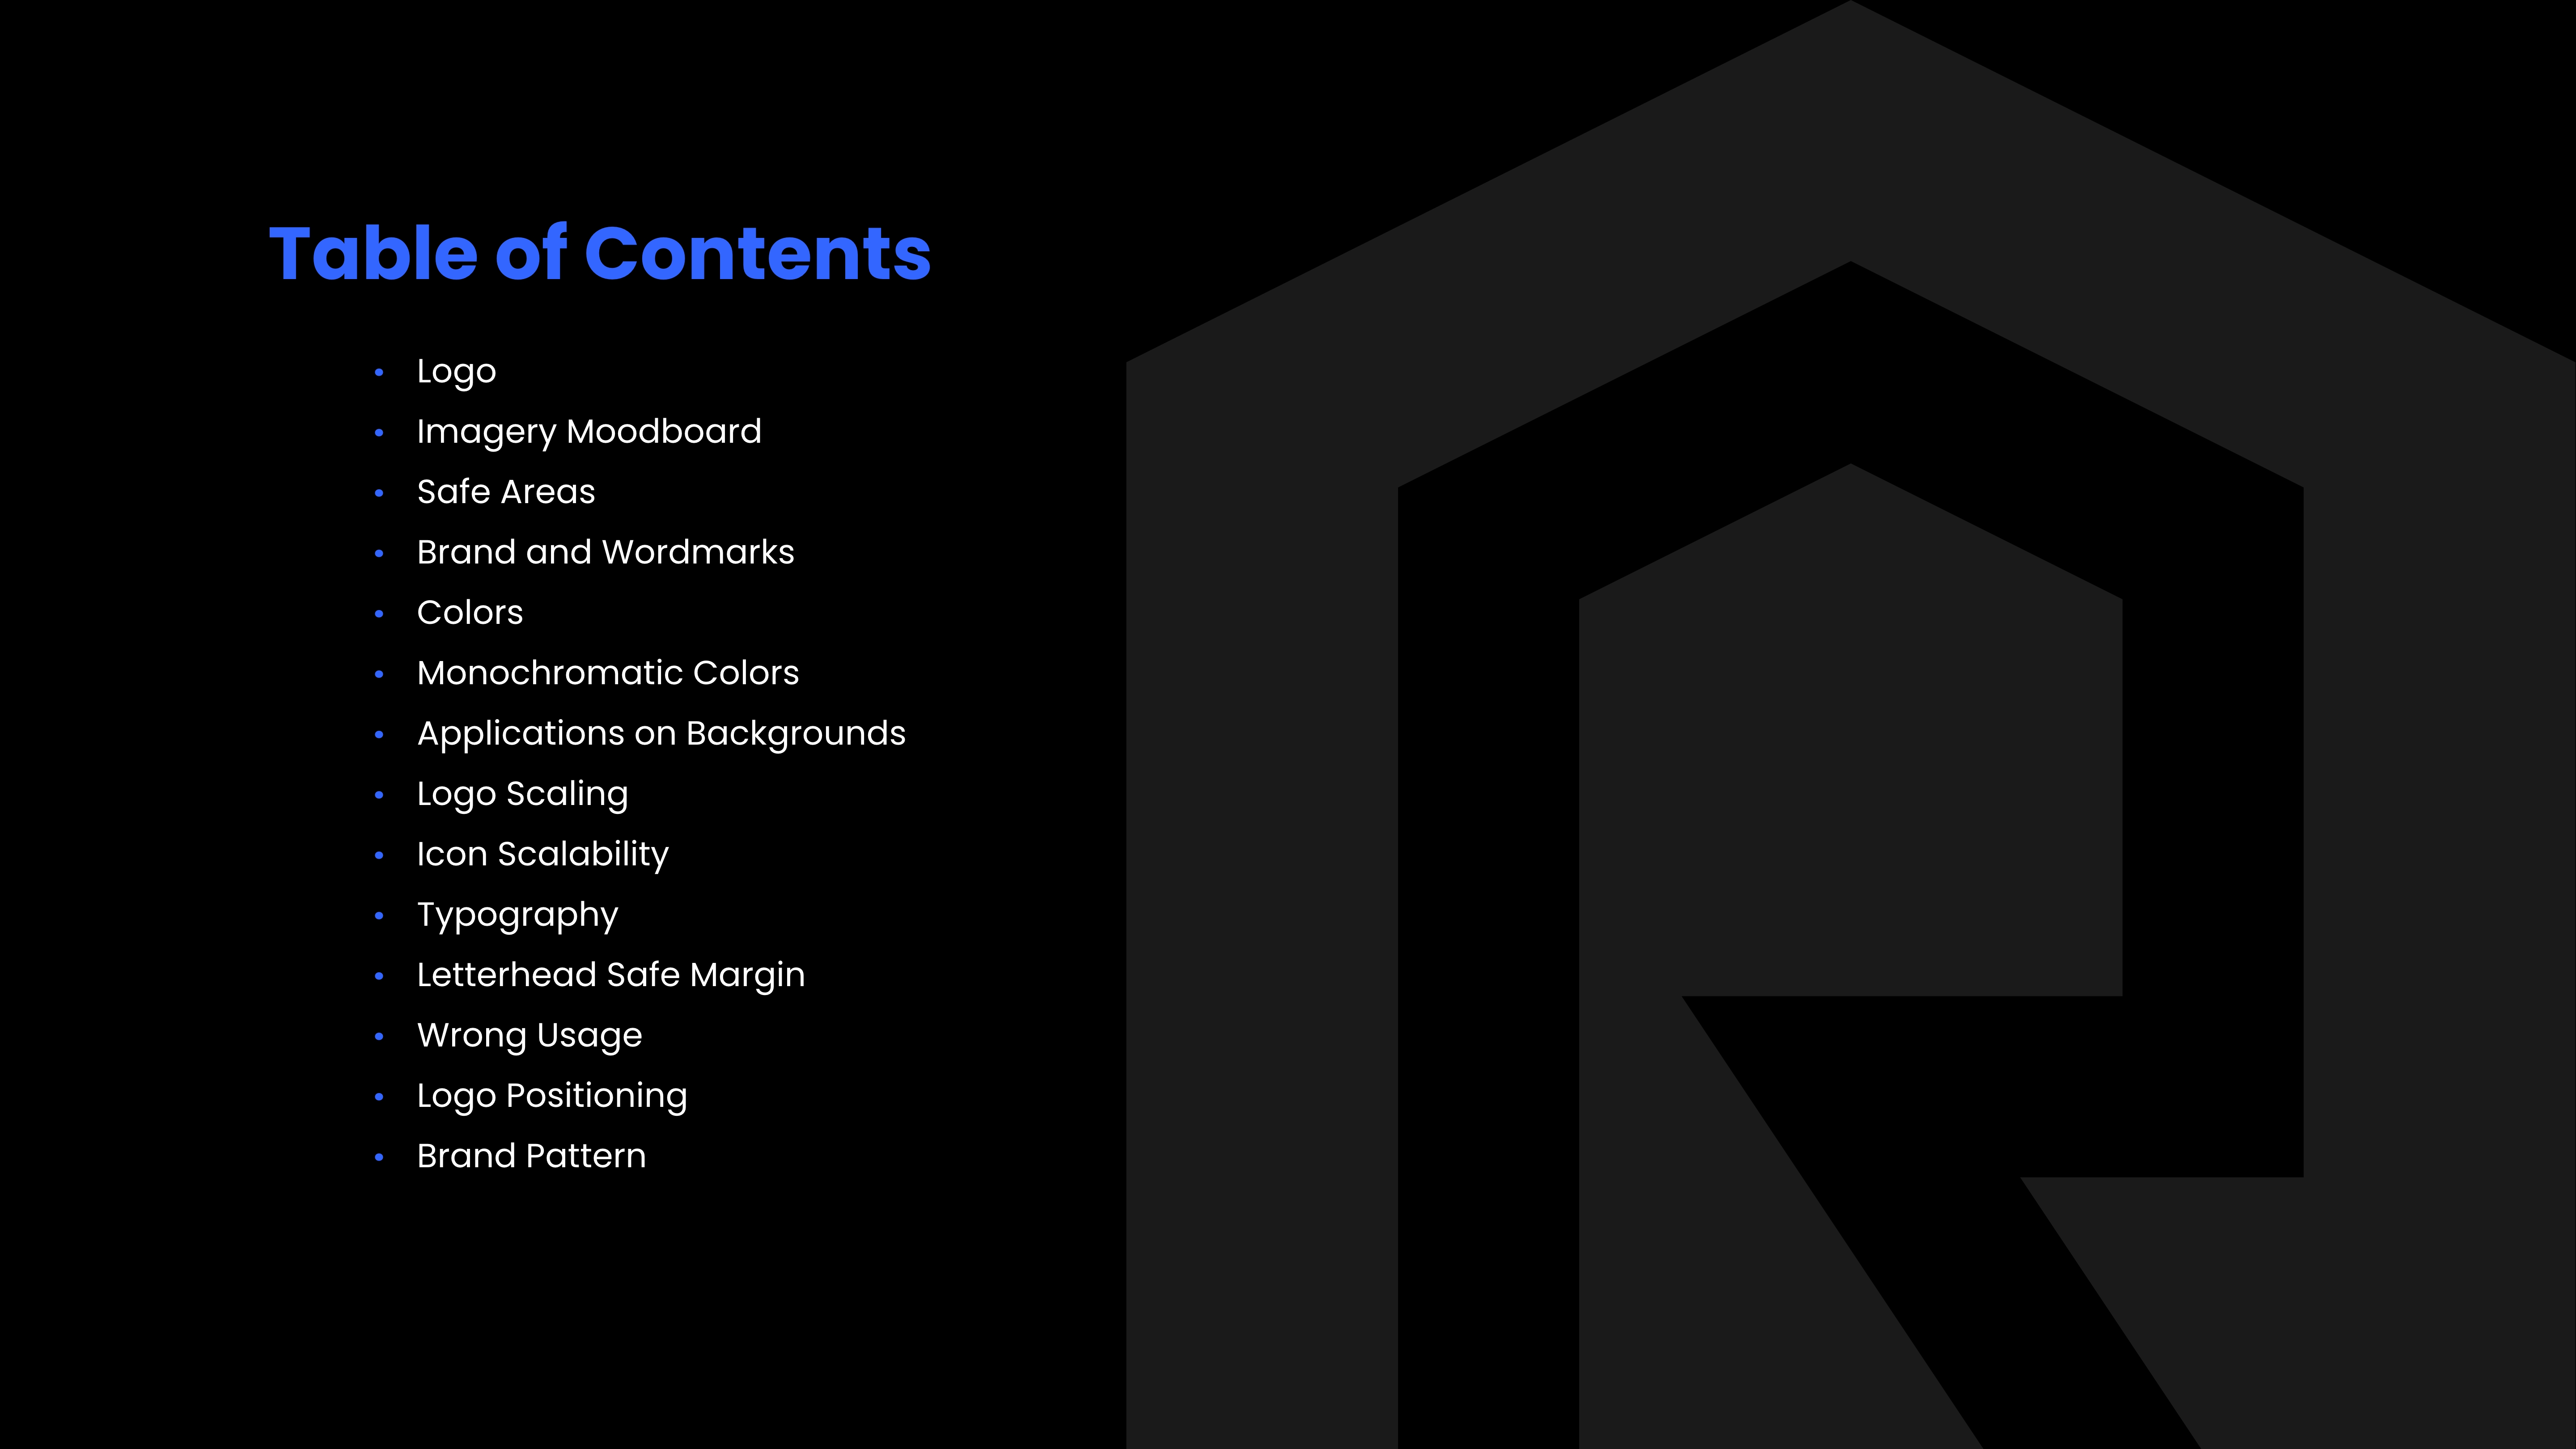 Table of Contents
• Logo
• Imagery Moodboard
• Safe Areas
• Brand and Wordmarks
• Colors
• Monochromatic Colors
• Applications on Backgrounds
• Logo Scaling
• Icon Scalability
• Typography
• Letterhead Safe Margin
• Wrong Usage
• Logo Positioning
• Brand Pattern